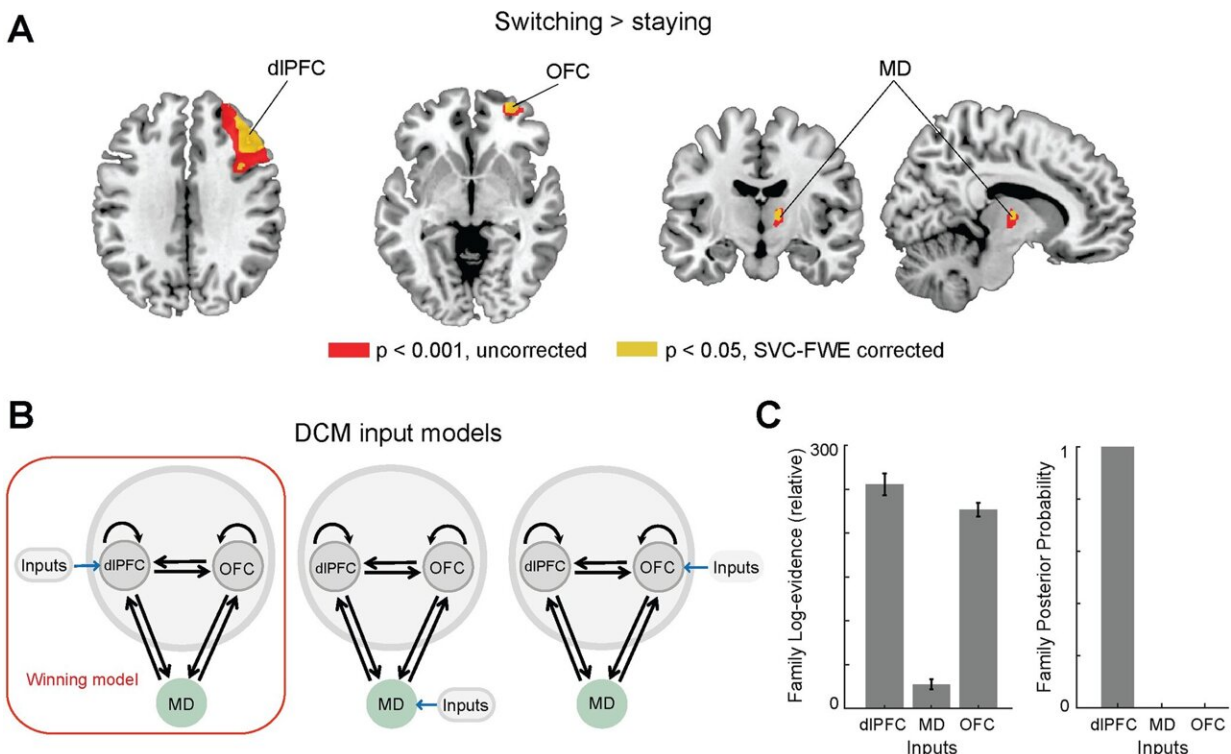 A
Switching > staying
dlPFC
OFC
MD
p < 0.001, uncorrected
p < 0.05, SVC-FWE corrected
B
DCM input models
Inputs
dlPFC
OFC
MD
Winning model
dlPFC
OFC
MD
Inputs
dlPFC
OFC
Inputs
MD
C
Family Log-evidence (relative)
300
0
dlPFC MD OFC
Inputs
Family Posterior Probability
1
0
dlPFC MD OFC
Inputs